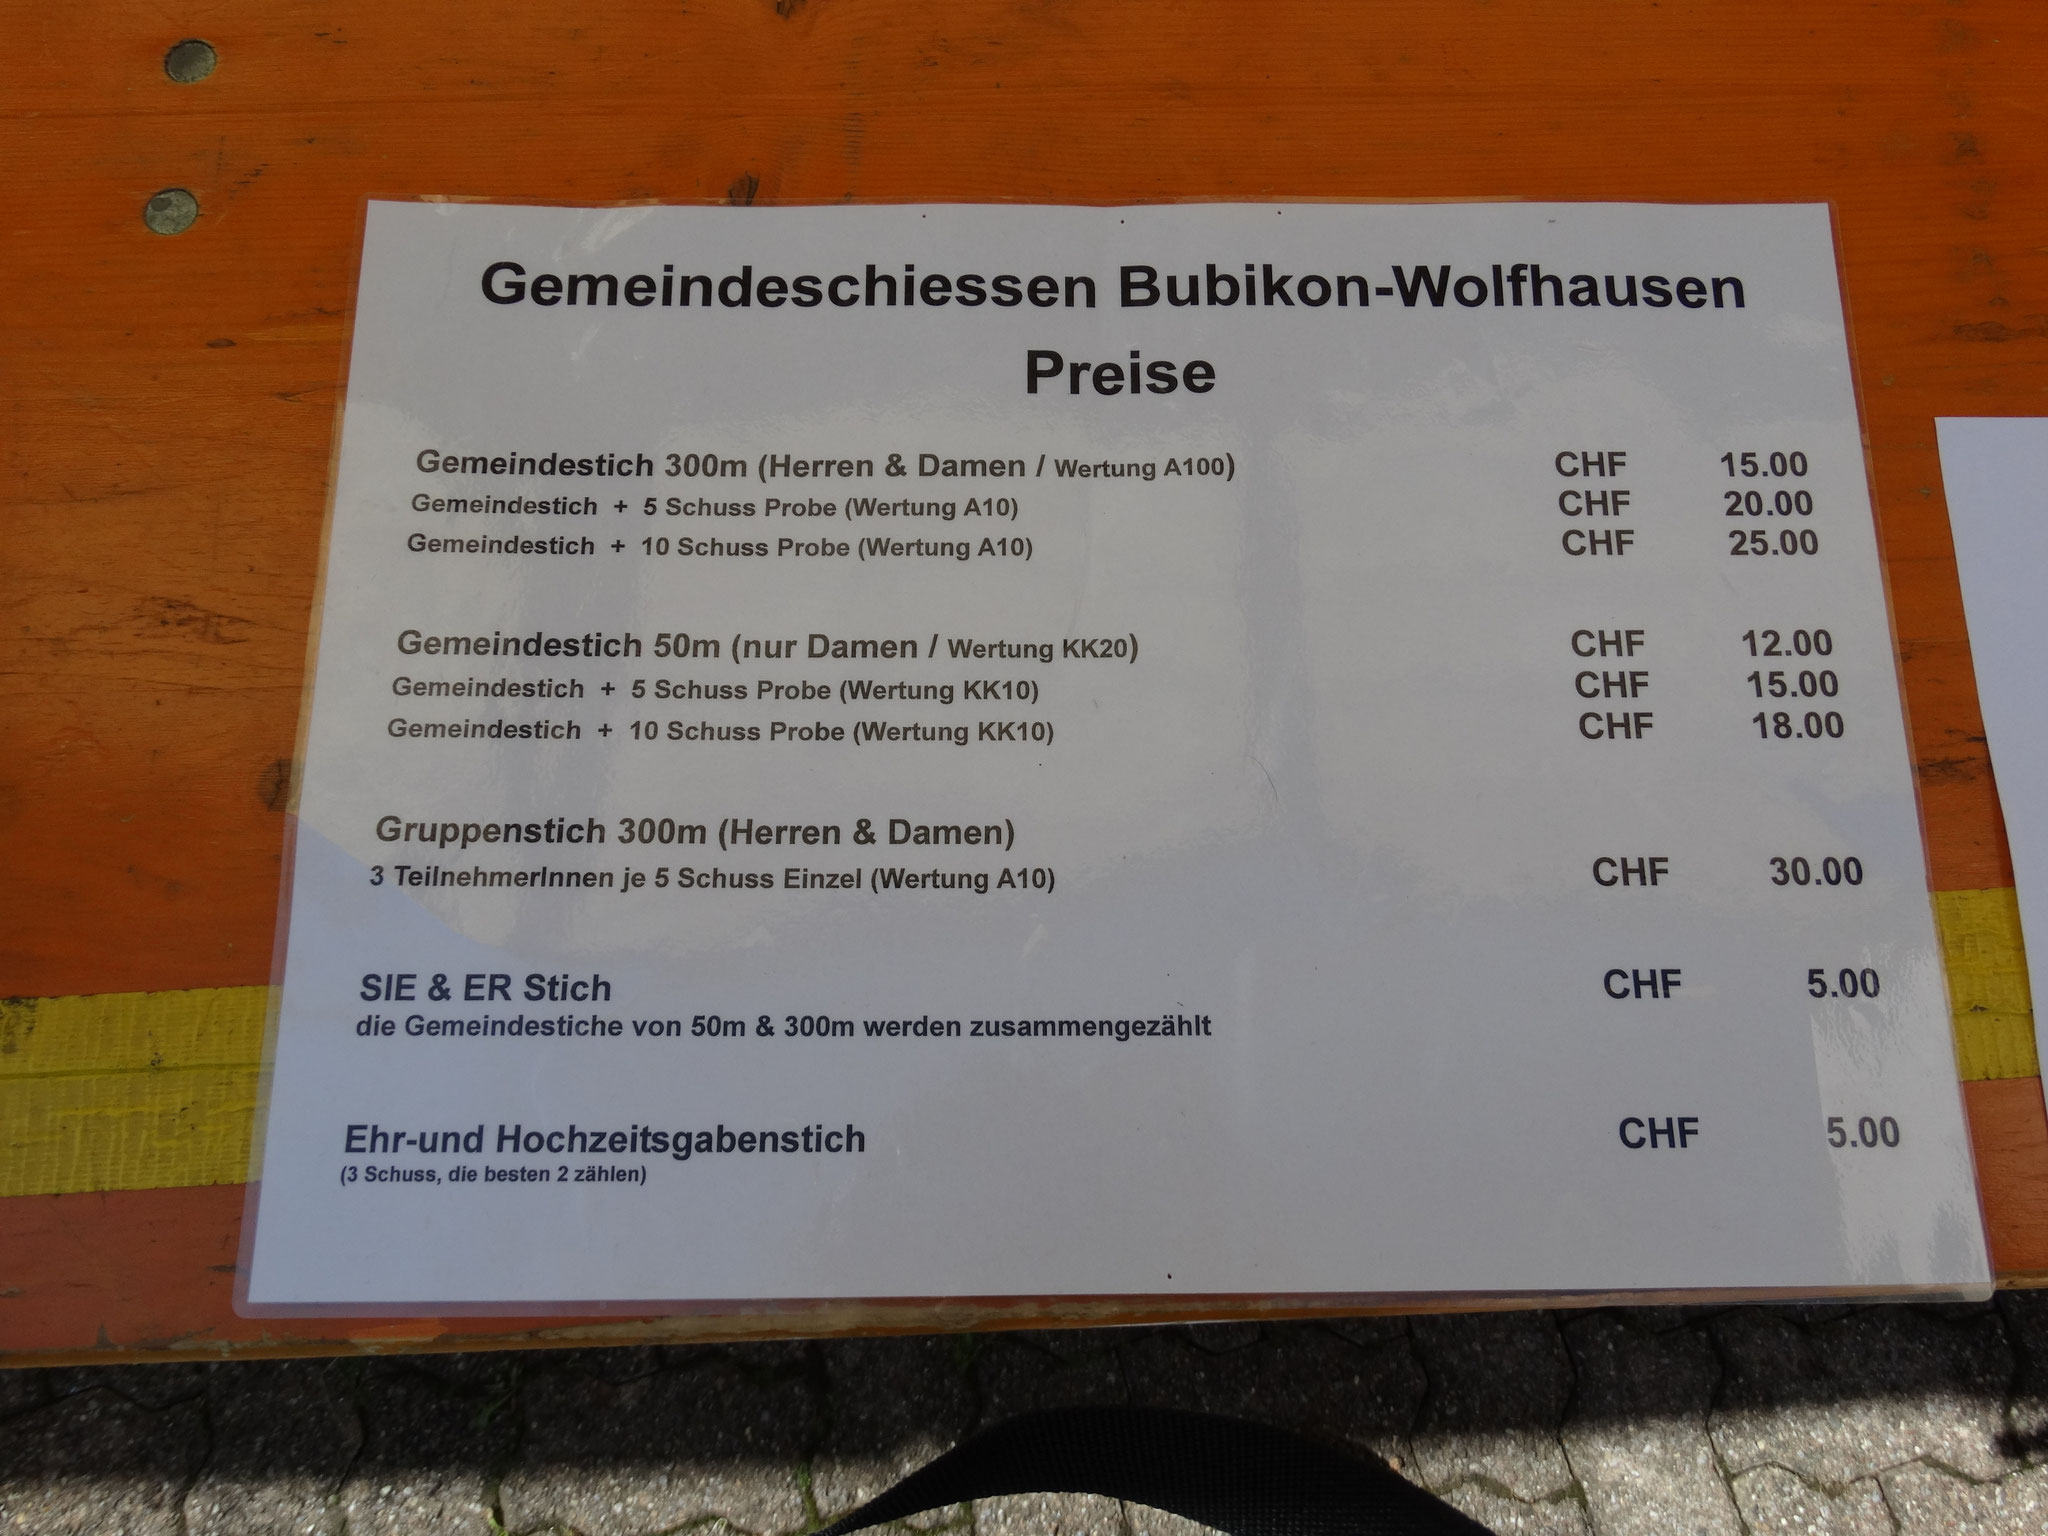 Gemeindeschiessen Bubikon-Wolfhausen
Preise
Gemeindestich 300m (Herren & Damen / Wertung A100) CHF 15.00
Gemeindestich + 5 Schuss Probe (Wertung A10) CHF 20.00
Gemeindestich + 10 Schuss Probe (Wertung A10) CHF 25.00
Gemeindestich 50m (nur Damen / Wertung KK20) CHF 12.00
Gemeindestich + 5 Schuss Probe (Wertung KK10) CHF 15.00
Gemeindestich + 10 Schuss Probe (Wertung KK10) CHF 18.00
Gruppenstich 300m (Herren & Damen)
3 TeilnehmerInnen je 5 Schuss Einzel (Wertung A10) CHF 30.00
SIE & ER Stich CHF 5.00
die Gemeindestiche von 50m & 300m werden zusammengezählt
Ehr-und Hochzeitsgabenstich CHF 5.00
(3 Schuss, die besten 2 zählen)